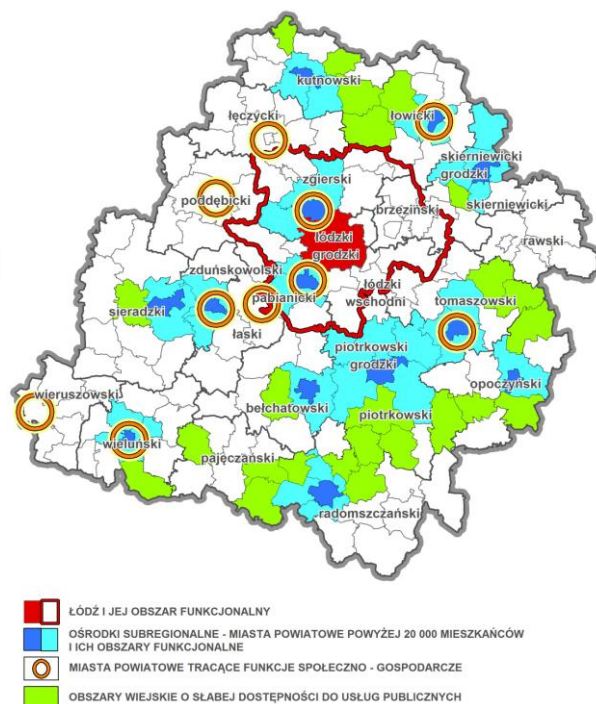 kutnowski
łęczycki
łowicki
skierniewicki
grodzki
zgierski
poddębicki
brzeziński
skierniewicki
łódzki
grodzki
rawski
zduńskowolski
łódzki
wschodni
pabianicki
tomaszowski
sieradzki
łaski
piotrkowski
grodzki
opoczyński
wieruszowski
bełchatowski
piotrkowski
wieluński
pajęczański
radomszczański
ŁÓDŹ I JEJ OBSZAR FUNKCJONALNY
OŚRODKI SUBREGIONALNE - MIASTA POWIATOWE POWYŻEJ 20 000 MIESZKAŃCÓW
I ICH OBSZARY FUNKCJONALNE
MIASTA POWIATOWE TRACĄCE FUNKCJE SPOŁECZNO - GOSPODARCZE
OBSZARY WIEJSKIE O SŁABEJ DOSTĘPNOŚCI DO USŁUG PUBLICZNYCH